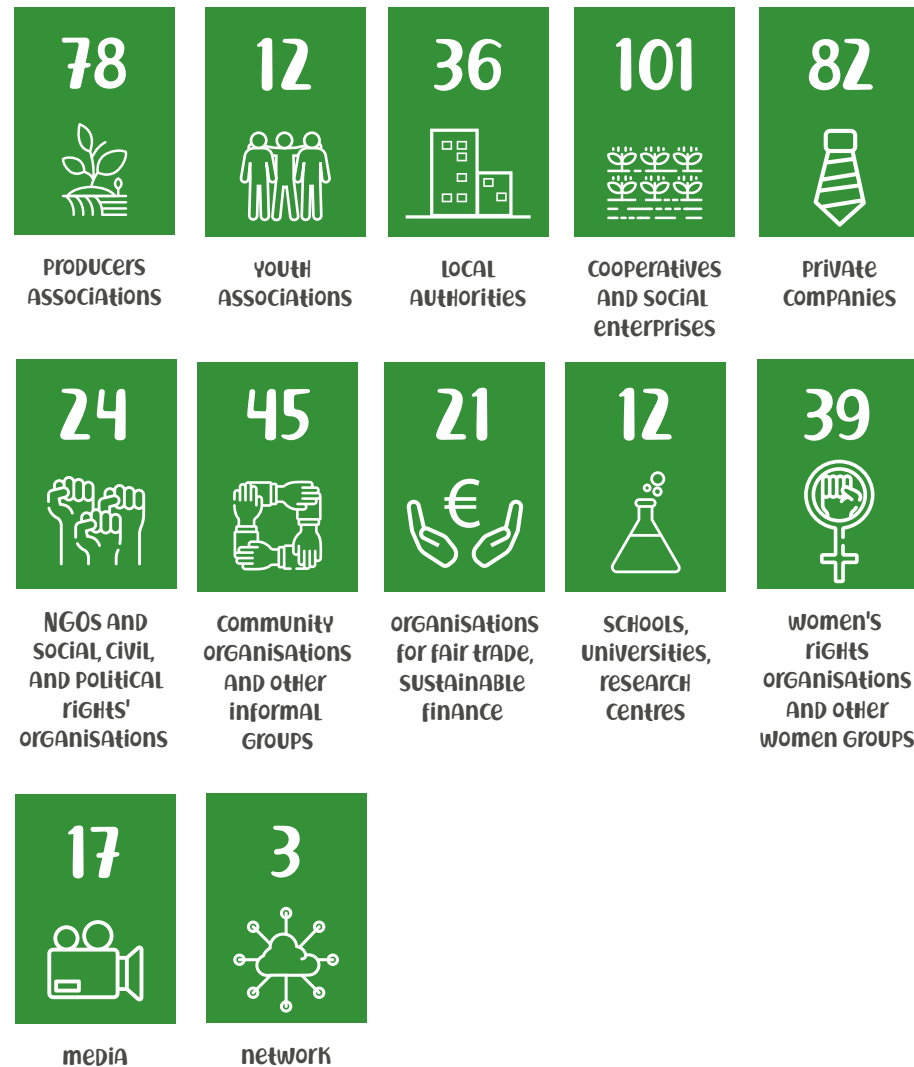 78
Producers
Associations
12
Youth
Associations
36
Local
Authorities
101
Cooperatives
and social
enterprises
82
Private
Companies
24
NGOs and
social, civil,
and political
rights'
organisations
45
Community
organisations
and other
informal
groups
21
€
organisations
for fair trade,
sustainable
finance
12
schools,
universities,
research
centres
39
women's
rights
organisations
and other
women groups
17
media
3
network